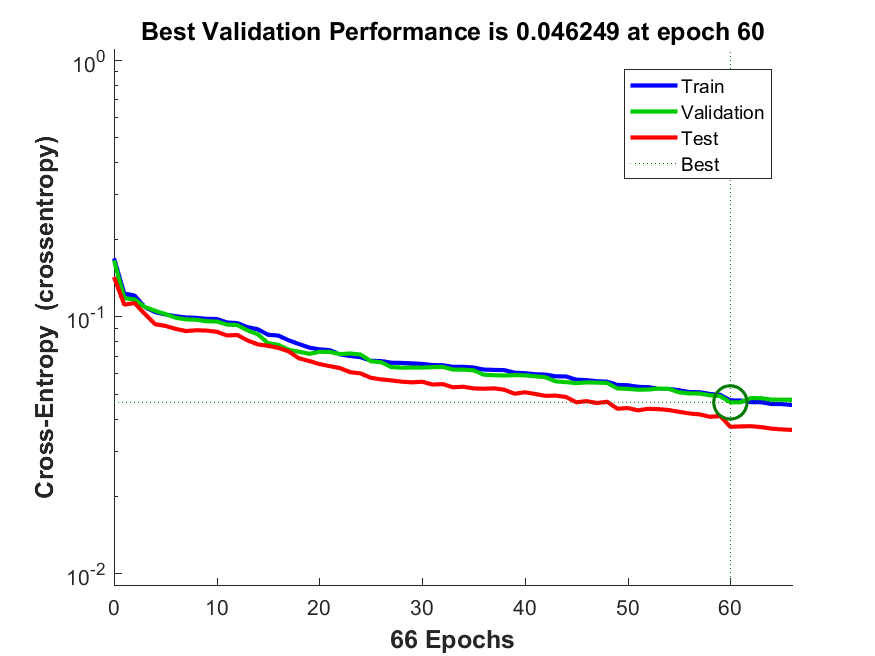 Best Validation Performance is 0.046249 at epoch 60
Cross-Entropy (crossentropy)
10^0
10^-1
10^-2
Train
Validation
Test
Best
0 10 20 30 40 50 60
66 Epochs